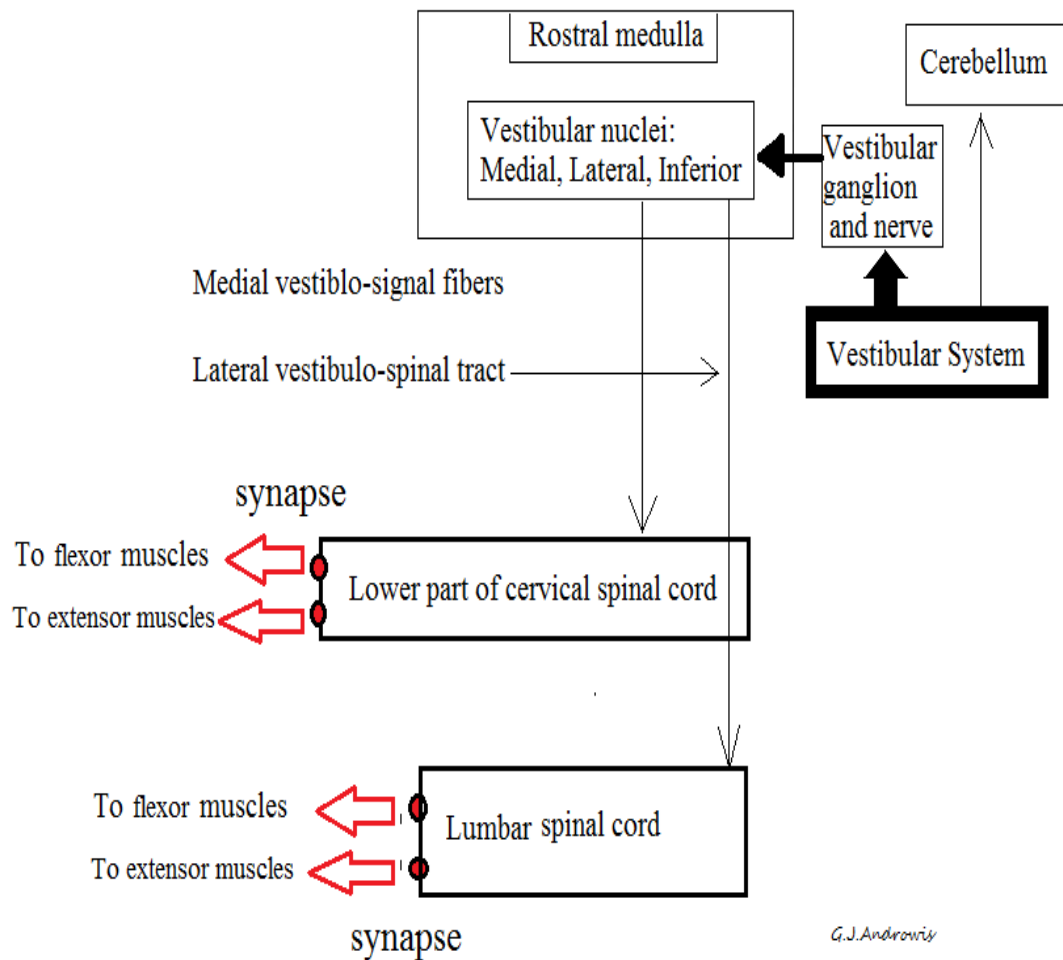 Rostral medulla
Cerebellum
Vestibular nuclei:
Medial, Lateral, Inferior
Vestibular
ganglion
and nerve
Medial vestiblo-signal fibers
Vestibular System
Lateral vestibulo-spinal tract
synapse
To flexor muscles
To extensor muscles
Lower part of cervical spinal cord
To flexor muscles
To extensor muscles
Lumbar spinal cord
synapse
G.J.Androwis